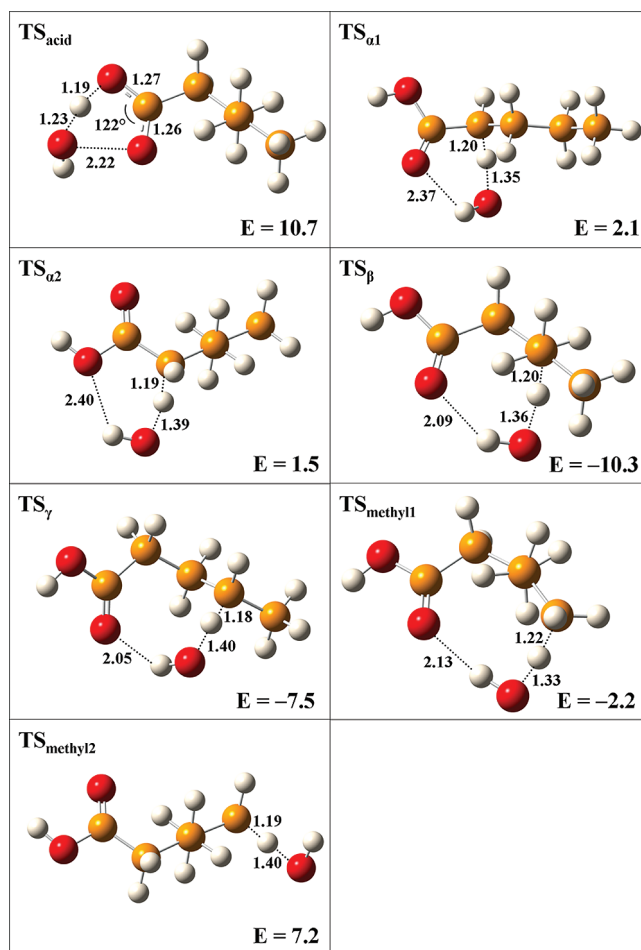 TSacid
1.19
1.27
1.23
122°
1.26
2.22
E = 10.7
TSα1
1.20
1.35
2.37
E = 2.1
TSα2
1.19
2.40
1.39
E = 1.5
TSβ
1.20
1.36
2.09
E = −10.3
TSγ
1.18
1.40
2.05
E = −7.5
TSmethyl1
1.22
2.13
1.33
E = −2.2
TSmethyl2
1.19
1.40
E = 7.2